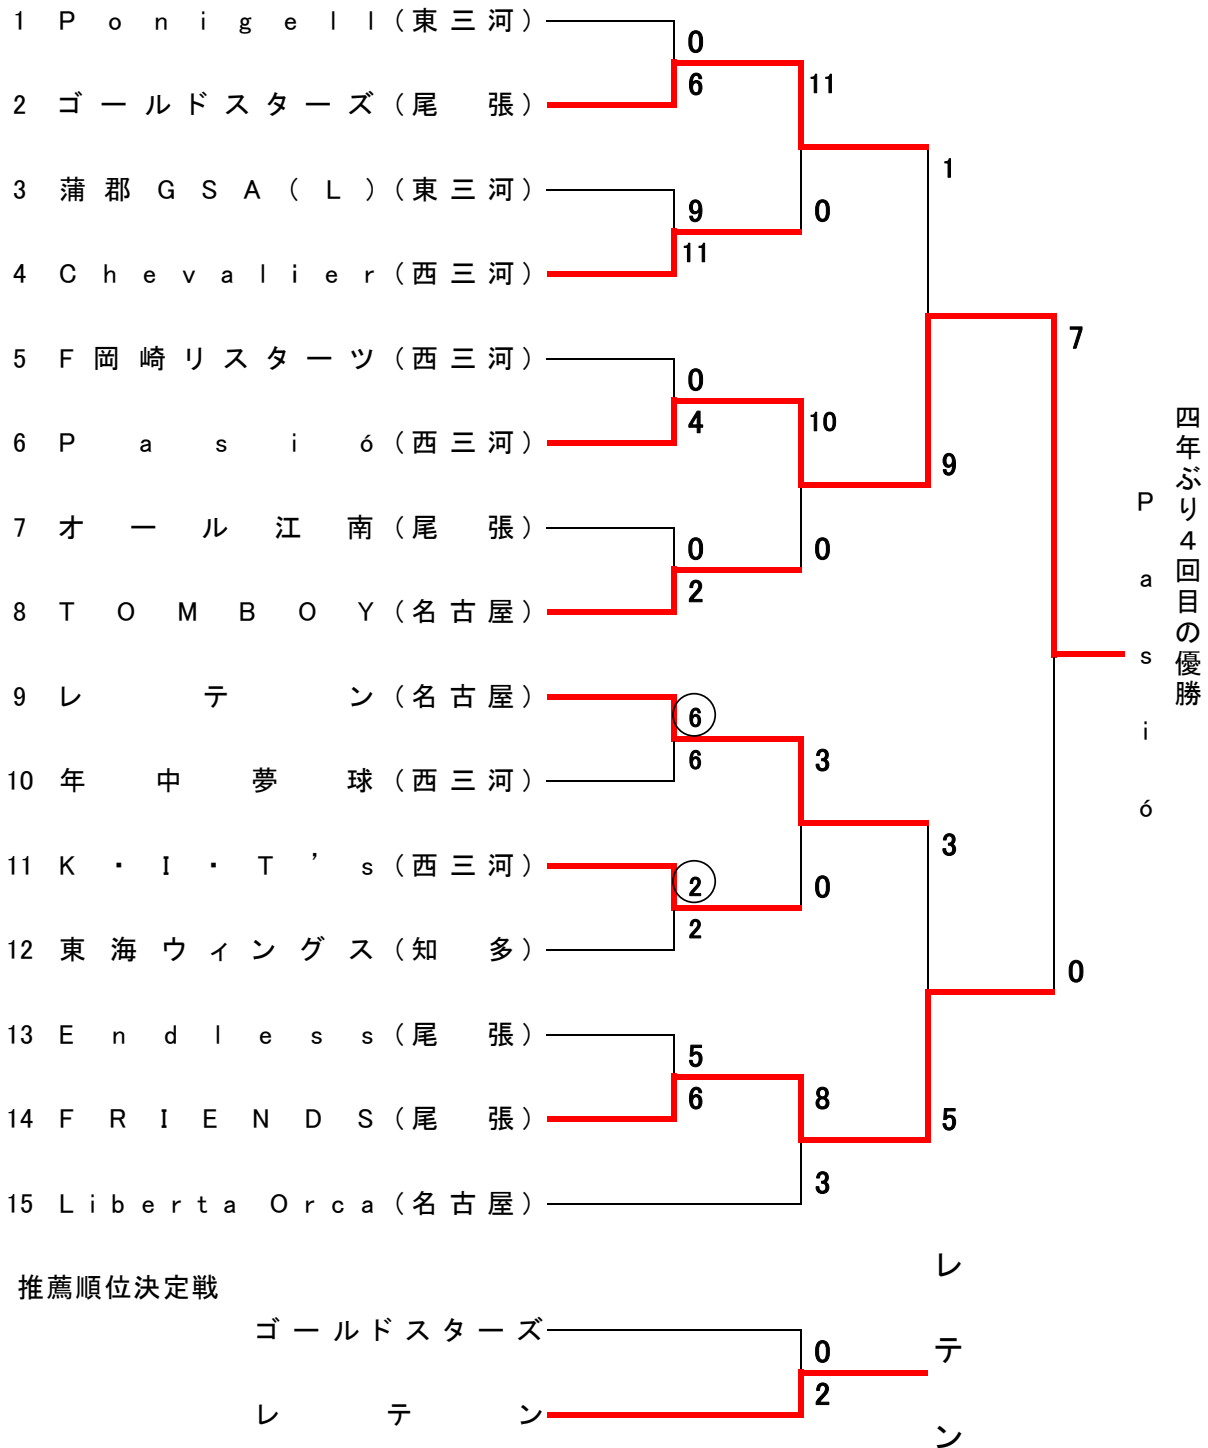 1 Ponigell(東三河)
0
6
11
2 ゴールドスターズ(尾張)
1
3 蒲郡GSA(L)(東三河)
9
0
11
4 Chevalier(西三河)
7
5 F岡崎リスターツ(西三河)
0
4
10
6 Pasió(西三河)
9
7 オール江南(尾張)
0
0
2
8 TOMBOY(名古屋)
9 レテン(名古屋)
6
6
3
10 年中夢球(西三河)
3
11 K・I・T’s(西三河)
2
0
2
12 東海ウィングス(知多)
0
13 Endless(尾張)
5
6
8
14 FRIENDS(尾張)
5
3
15 Liberta Orca(名古屋)
四年ぶり4回目の優勝
Pasió
推薦順位決定戦
ゴールドスターズ
0
2
レテン
レテン